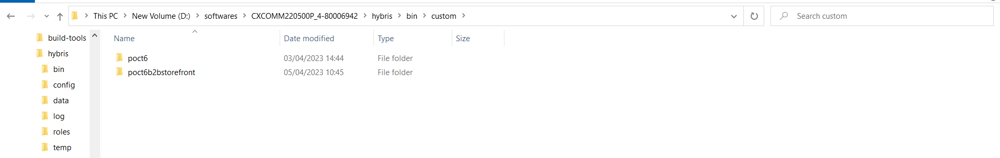 This PC New Volume (D:) softwares CXCOMM220500P_4-80006942 hybris bin custom Search custom
build-tools
hybris
bin
config
data
log
roles
temp
Name Date modified Type Size
poct6 03/04/2023 14:44 File folder
poct6b2bstorefront 05/04/2023 10:45 File folder